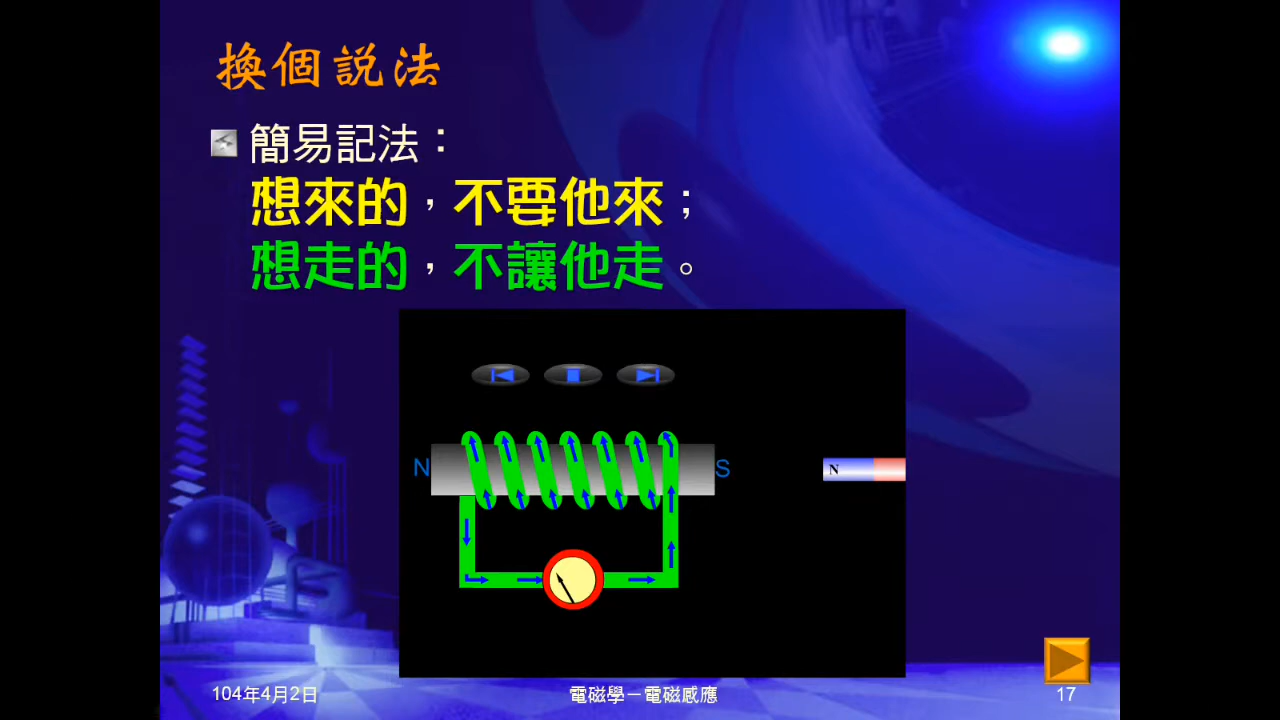 換個說法
簡易記法：
想來的，不要他來；
想走的，不讓他走。
N
S
N
104年4月2日
電磁學－電磁感應
17